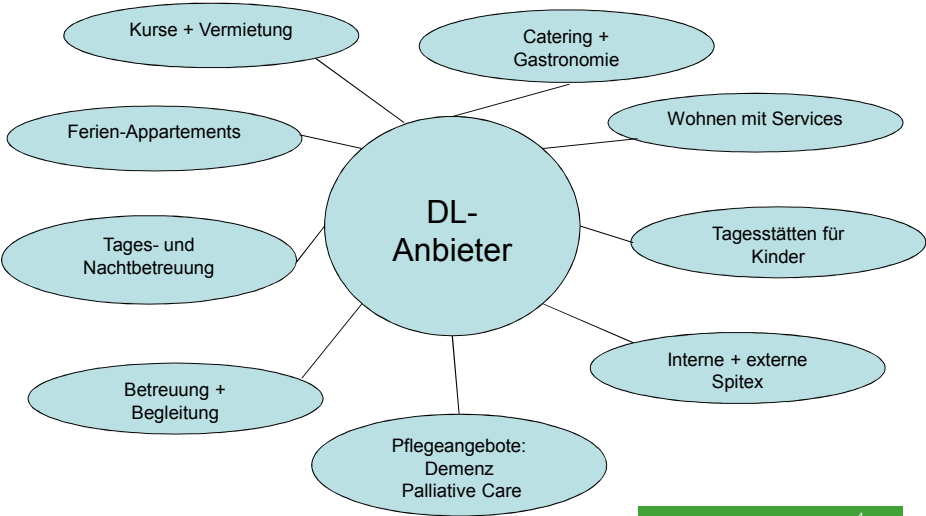 Kurse + Vermietung
Catering +
Gastronomie
Ferien-Appartements
Wohnen mit Services
DL-
Anbieter
Tages- und
Nachtbetreuung
Tagesstätten für
Kinder
Betreuung +
Begleitung
Interne + externe
Spitex
Pflegeangebote:
Demenz
Palliative Care